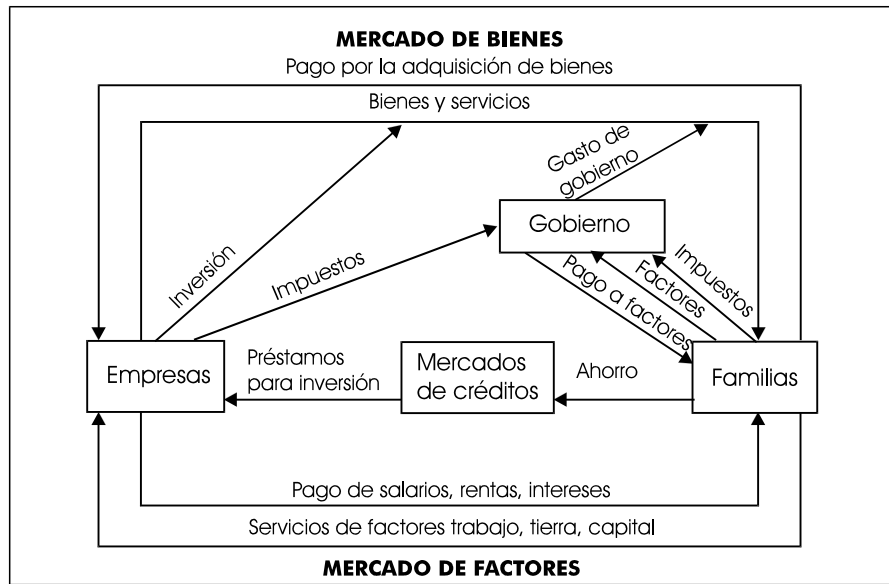 MERCADO DE BIENES
Pago por la adquisición de bienes
Bienes y servicios
Gasto de
gobierno
Gobierno
Inversión
Impuestos
Pago a factores
Factores
Impuestos
Empresas
Préstamos
para inversión
Mercados
de créditos
Ahorro
Familias
Pago de salarios, rentas, intereses
Servicios de factores trabajo, tierra, capital
MERCADO DE FACTORES